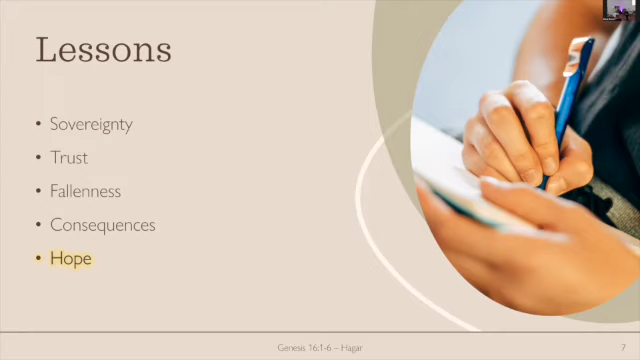 Lessons
• Sovereignty
• Trust
• Fallenness
• Consequences
• Hope
Genesis 16:1-6 – Hagar
7